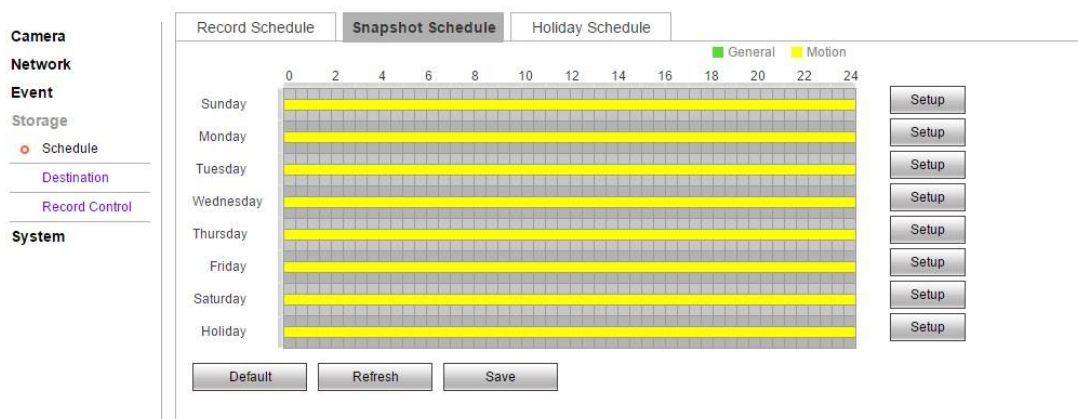 Camera
Network
Event
Storage
Schedule
Destination
Record Control
System
Record Schedule Snapshot Schedule Holiday Schedule
General Motion
0 2 4 6 8 10 12 14 16 18 20 22 24
Sunday Setup
Monday Setup
Tuesday Setup
Wednesday Setup
Thursday Setup
Friday Setup
Saturday Setup
Holiday Setup
Default Refresh Save